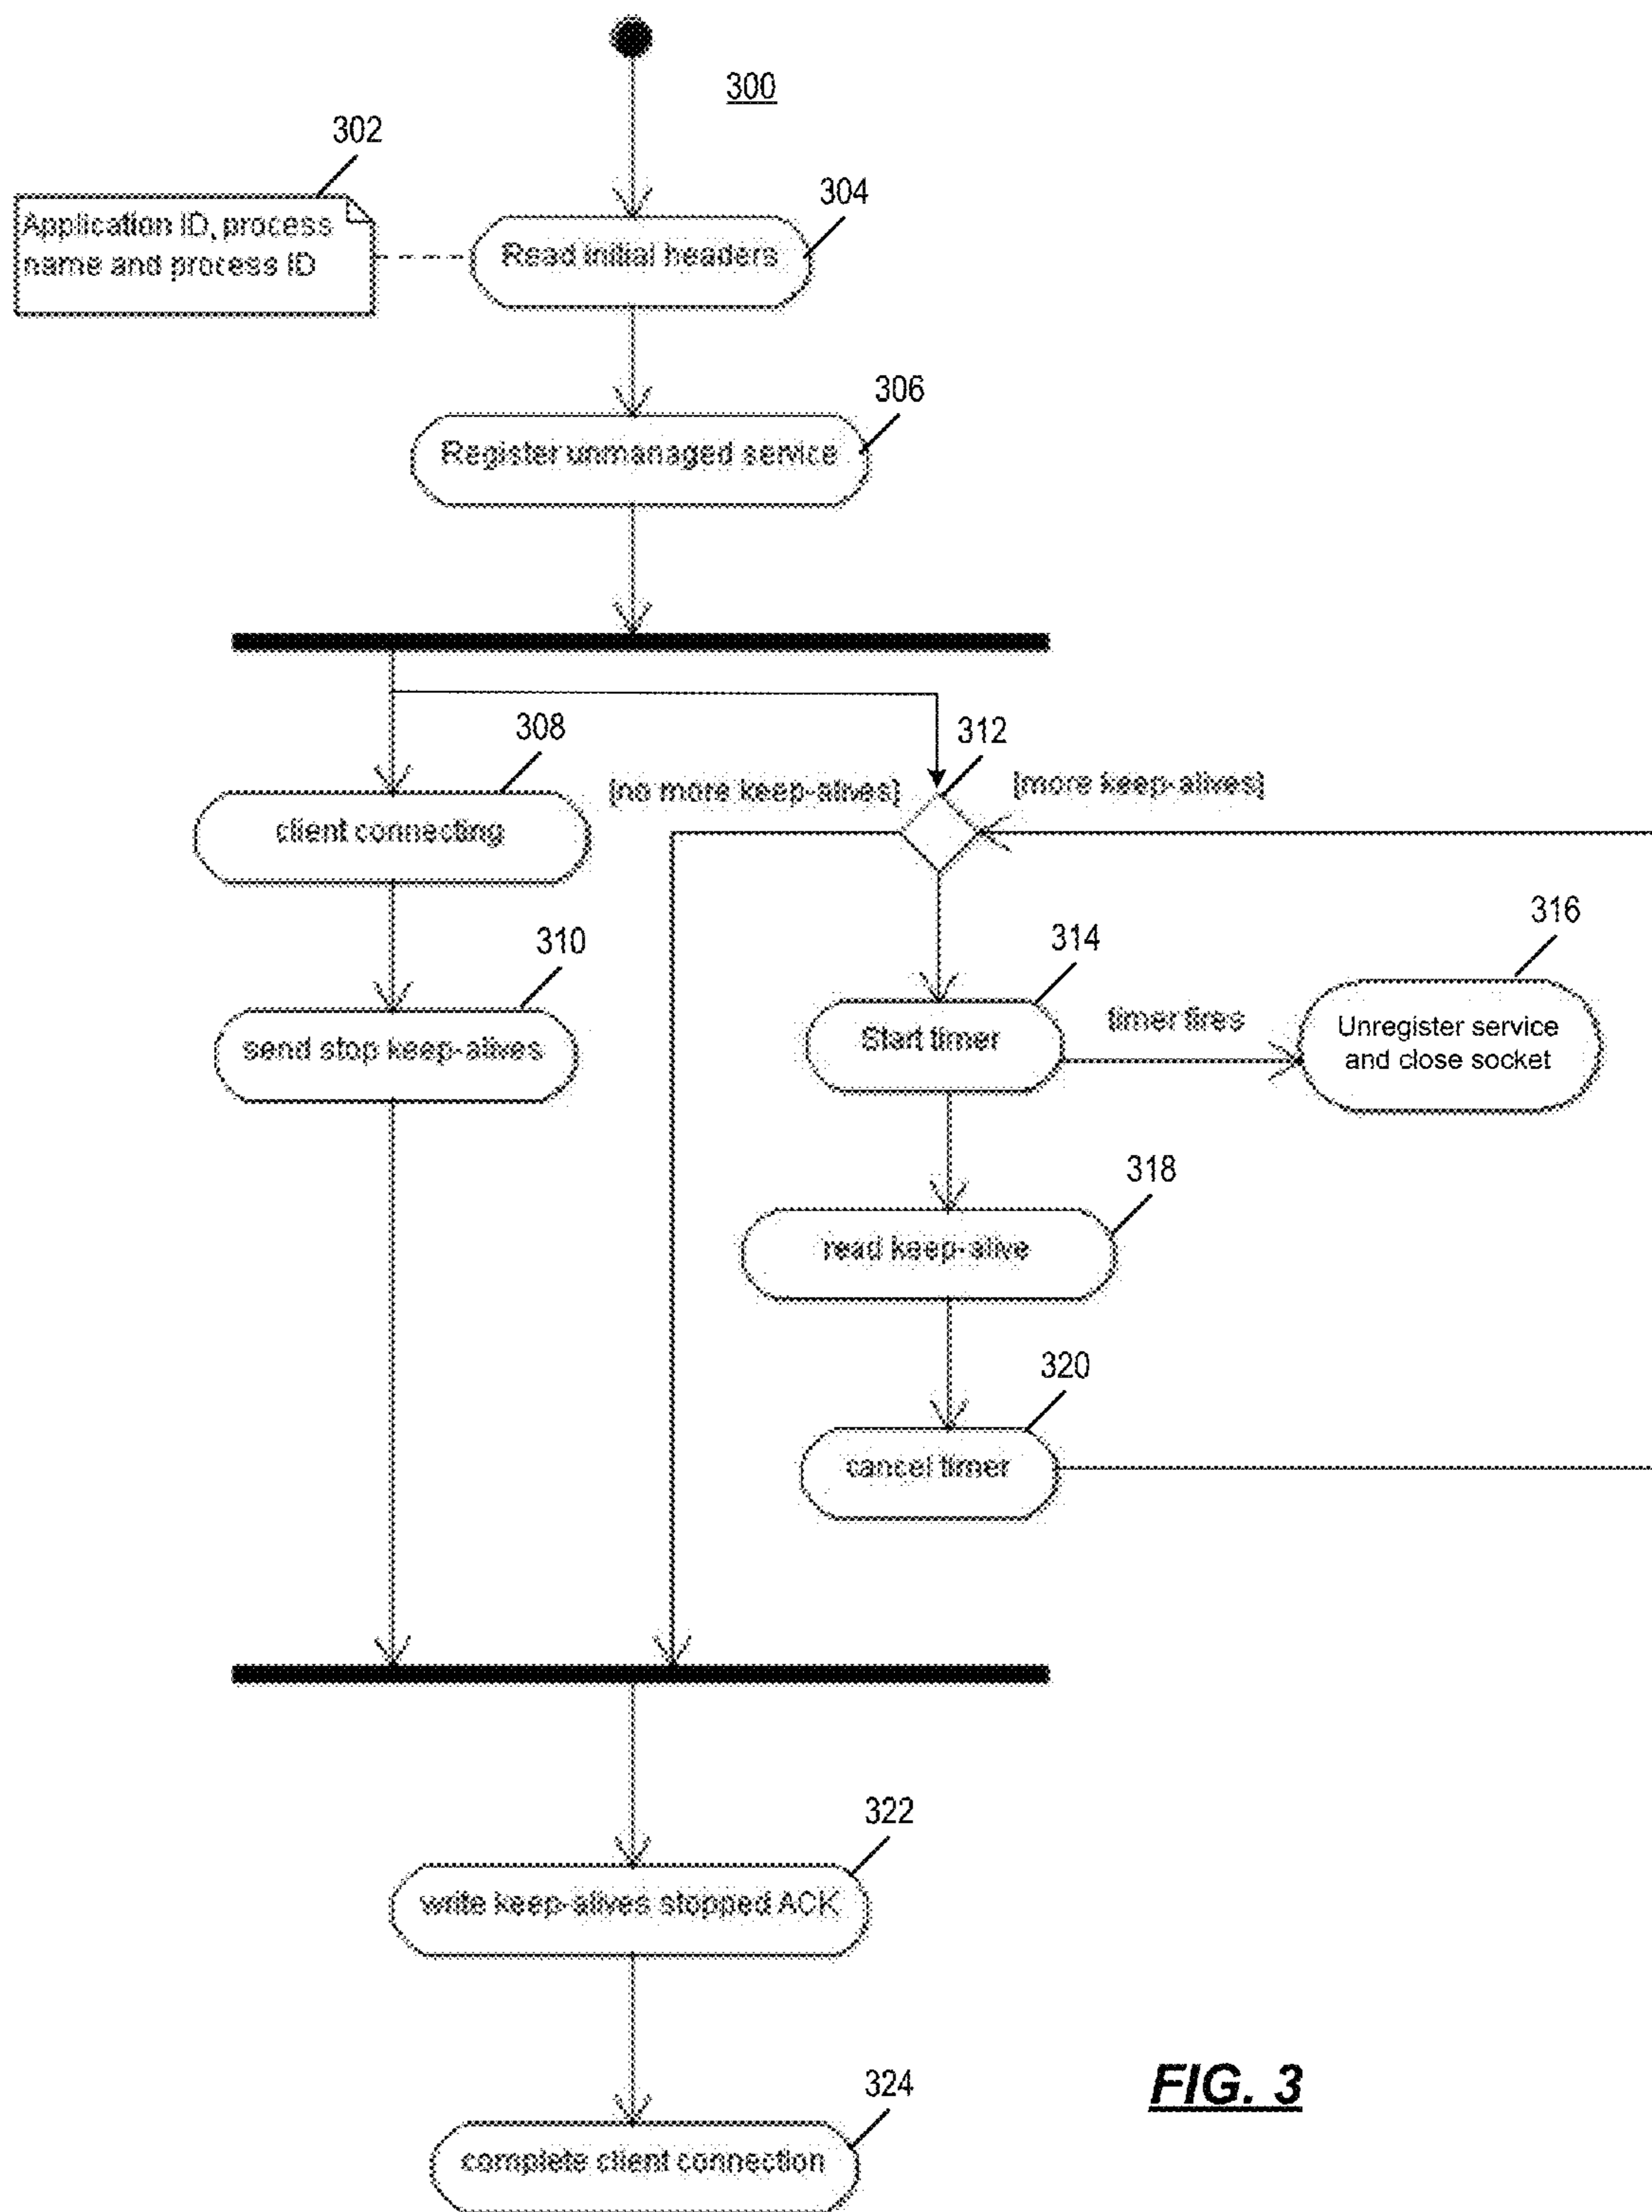 300
302
Application ID, process
name and process ID
304
Read initial headers
306
Register unmanaged service
308
client connecting
312
[no more keep-alives]
[more keep-alives]
310
send stop keep-alives
314
Start timer
timer fires
316
Unregister service
and close socket
318
read keep-alive
320
cancel timer
322
write keep-alives stopped ACK
324
complete client connection
FIG. 3